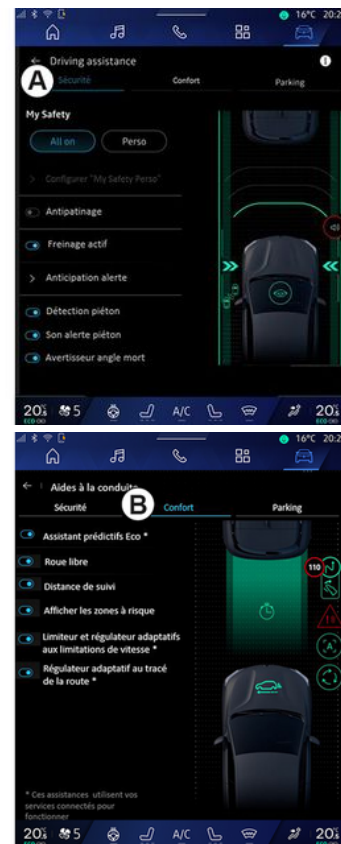 16°C 20:2
← Driving assistance
A
Sécurité Confort Parking
My Safety
All on Perso
> Configurer "My Safety Perso"
Antipatinage
Freinage actif
> Anticipation alerte
Détection piéton
Son alerte piéton
Avertisseur angle mort
20% 5 A/C 20%
ECO
16°C 20:2
← Aides à la conduite
B
Sécurité Confort Parking
Assistant prédictifs Eco *
110
Roue libre
Distance de suivi
Afficher les zones à risque
Limiteur et régulateur adaptatifs
aux limitations de vitesse *
A
Régulateur adaptatif au tracé
de la route *
* Ces assistances utilisent vos
services connectés pour
fonctionner
20% 5 A/C 20%
ECO